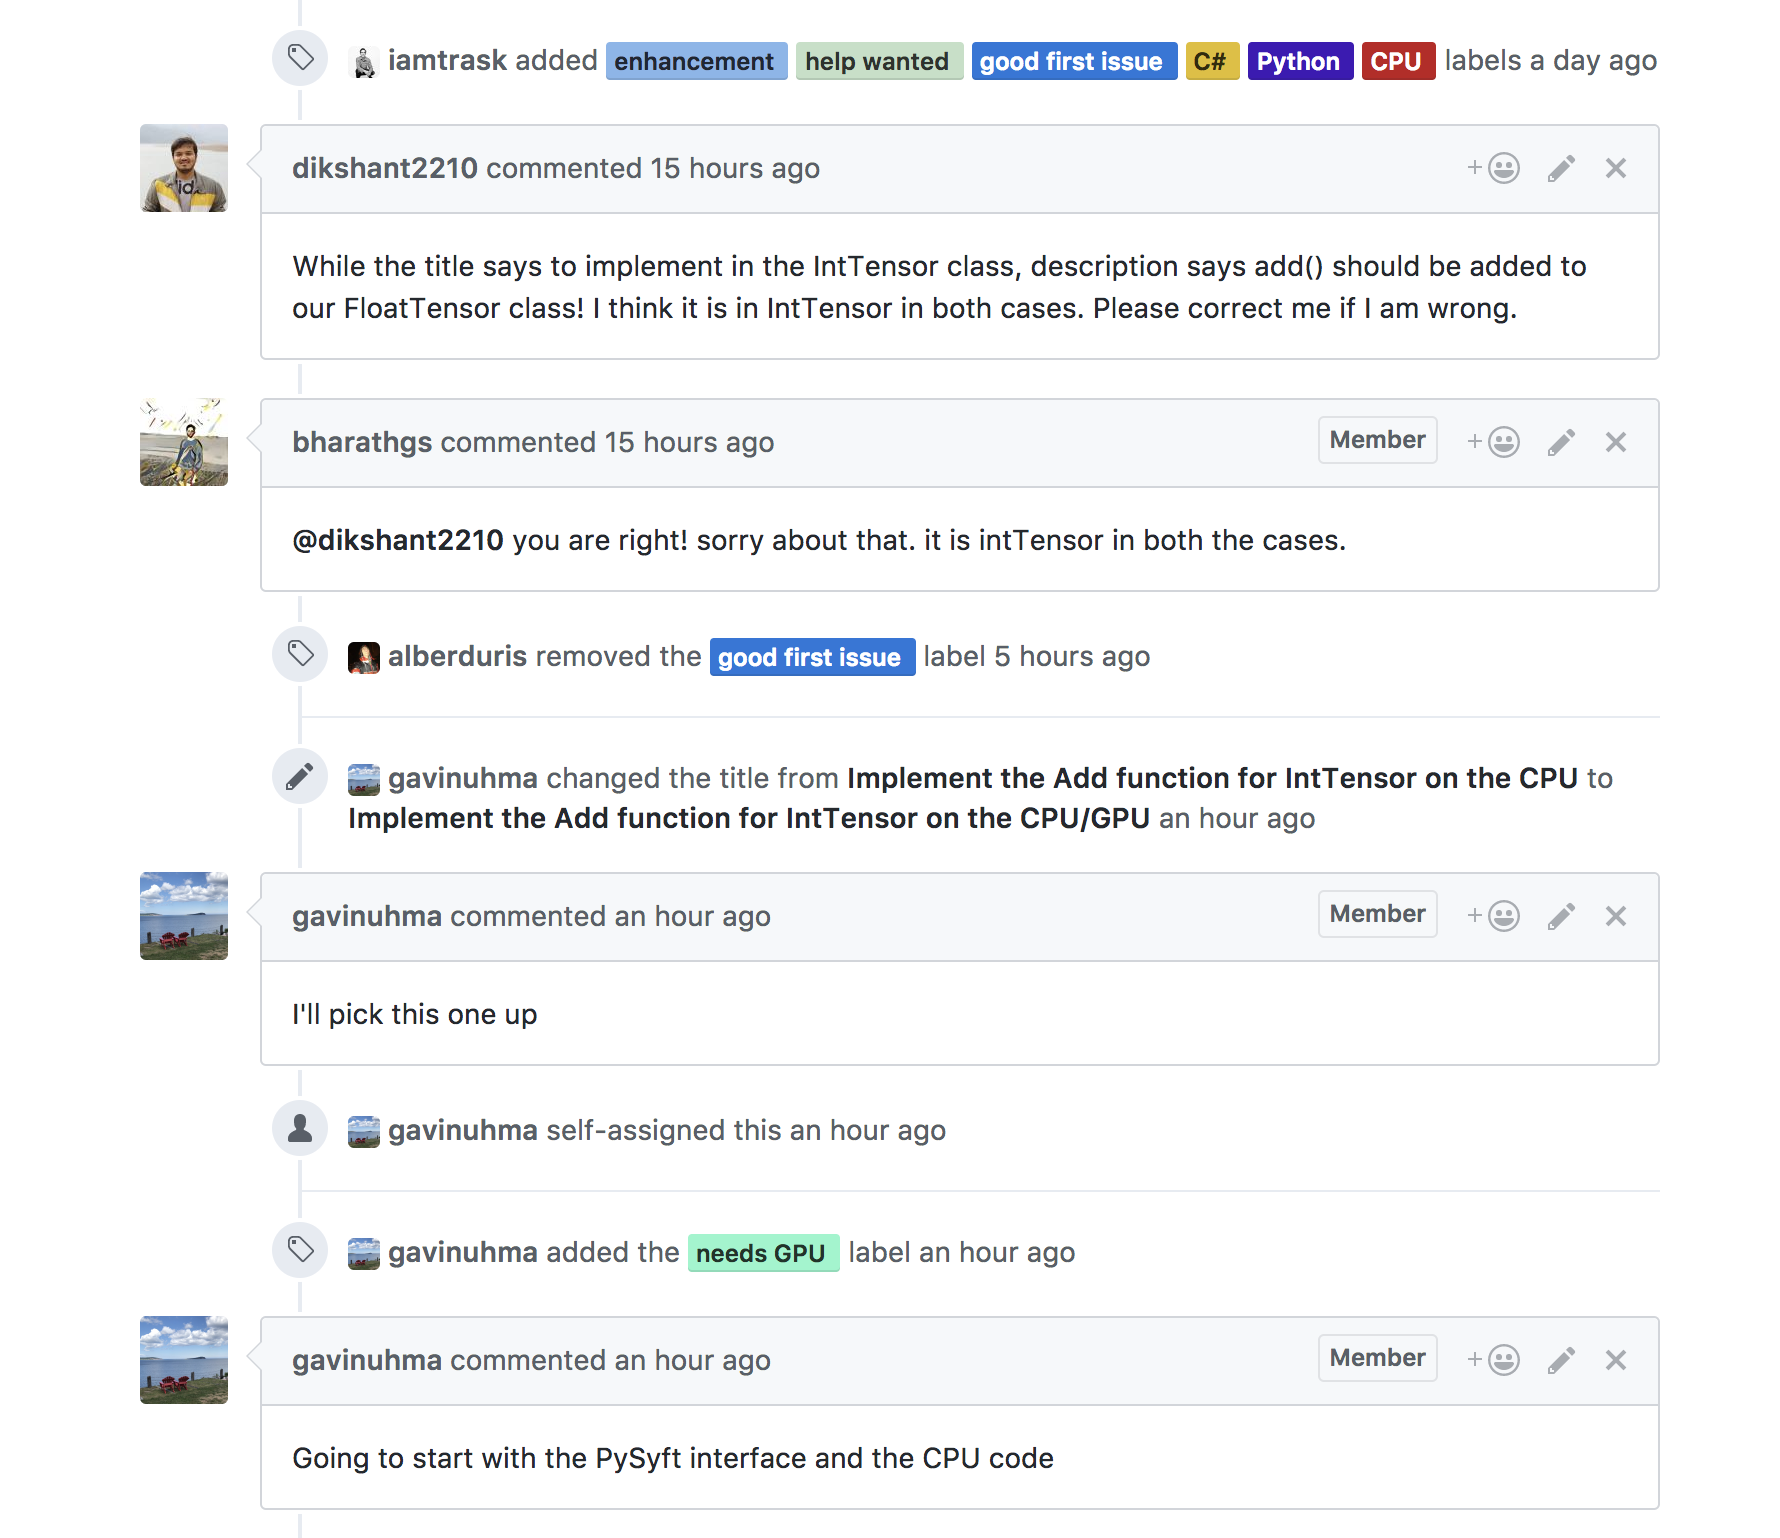 iamtrask added enhancement help wanted good first issue C# Python CPU labels a day ago
dikshant2210 commented 15 hours ago
While the title says to implement in the IntTensor class, description says add() should be added to
our FloatTensor class! I think it is in IntTensor in both cases. Please correct me if I am wrong.
bharathgs commented 15 hours ago Member
@dikshant2210 you are right! sorry about that. it is intTensor in both the cases.
alberduris removed the good first issue label 5 hours ago
gavinuhma changed the title from Implement the Add function for IntTensor on the CPU to
Implement the Add function for IntTensor on the CPU/GPU an hour ago
gavinuhma commented an hour ago Member
I'll pick this one up
gavinuhma self-assigned this an hour ago
gavinuhma added the needs GPU label an hour ago
gavinuhma commented an hour ago Member
Going to start with the PySyft interface and the CPU code